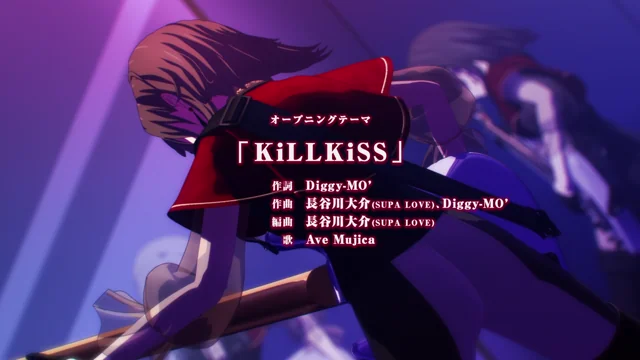 オープニングテーマ
「KiLLKiSS」
作詞 Diggy-MO'
作曲 長谷川大介(SUPA LOVE)、Diggy-MO'
編曲 長谷川大介(SUPA LOVE)
歌 Ave Mujica